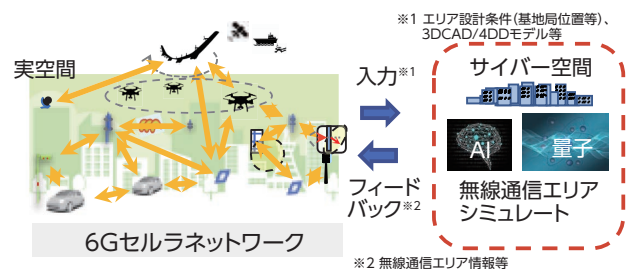 ※1 エリア設計条件(基地局位置等)、
3DCAD/4DDモデル等
実空間
入力※1
サイバー空間
AI
量子
フィード
バック※2
無線通信エリア
シミュレート
6Gセルラネットワーク
※2 無線通信エリア情報等